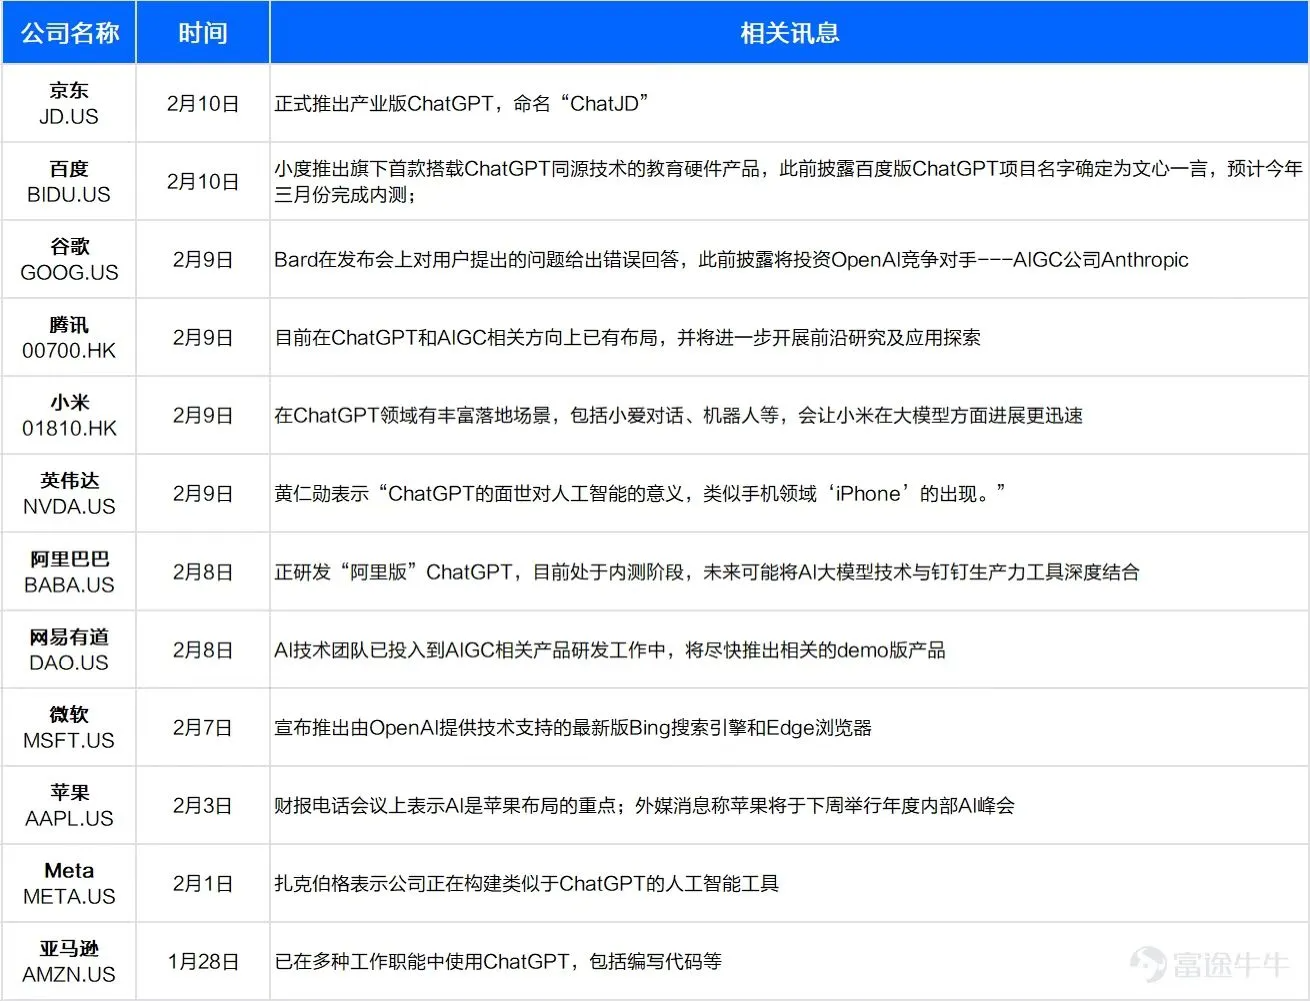 公司名称 时间 相关讯息
京东
JD.US
2月10日
正式推出产业版ChatGPT，命名“ChatJD”
百度
BIDU.US
2月10日
小度推出旗下首款搭载ChatGPT同源技术的教育硬件产品，此前披露百度版ChatGPT项目名字确定为文心一言，预计今年
三月份完成内测；
谷歌
GOOG.US
2月9日
Bard在发布会上对用户提出的问题给出错误回答，此前披露将投资OpenAI竞争对手---AIGC公司Anthropic
腾讯
00700.HK
2月9日
目前在ChatGPT和AIGC相关方向上已有布局，并将进一步开展前沿研究及应用探索
小米
01810.HK
2月9日
在ChatGPT领域有丰富落地场景，包括小爱对话、机器人等，会让小米在大模型方面进展更迅速
英伟达
NVDA.US
2月9日
黄仁勋表示“ChatGPT的面世对人工智能的意义，类似手机领域‘iPhone’的出现。”
阿里巴巴
BABA.US
2月8日
正研发“阿里版”ChatGPT，目前处于内测阶段，未来可能将AI大模型技术与钉钉生产力工具深度结合
网易有道
DAO.US
2月8日
AI技术团队已投入到AIGC相关产品研发工作中，将尽快推出相关的demo版产品
微软
MSFT.US
2月7日
宣布推出由OpenAI提供技术支持的最新版Bing搜索引擎和Edge浏览器
苹果
AAPL.US
2月3日
财报电话会议上表示AI是苹果布局的重点；外媒消息称苹果将于下周举行年度内部AI峰会
Meta
META.US
2月1日
扎克伯格表示公司正在构建类似于ChatGPT的人工智能工具
亚马逊
AMZN.US
1月28日
已在多种工作职能中使用ChatGPT，包括编写代码等
富途牛牛